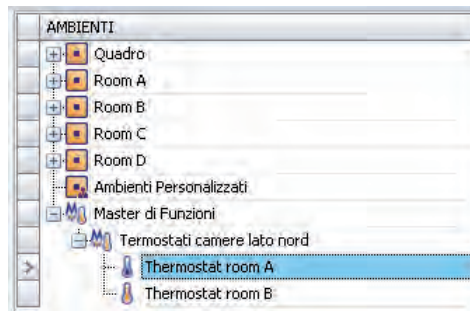 AMBIENTI
Quadro
Room A
Room B
Room C
Room D
Ambienti Personalizzati
Master di Funzioni
Termostati camere lato nord
Thermostat room A
Thermostat room B